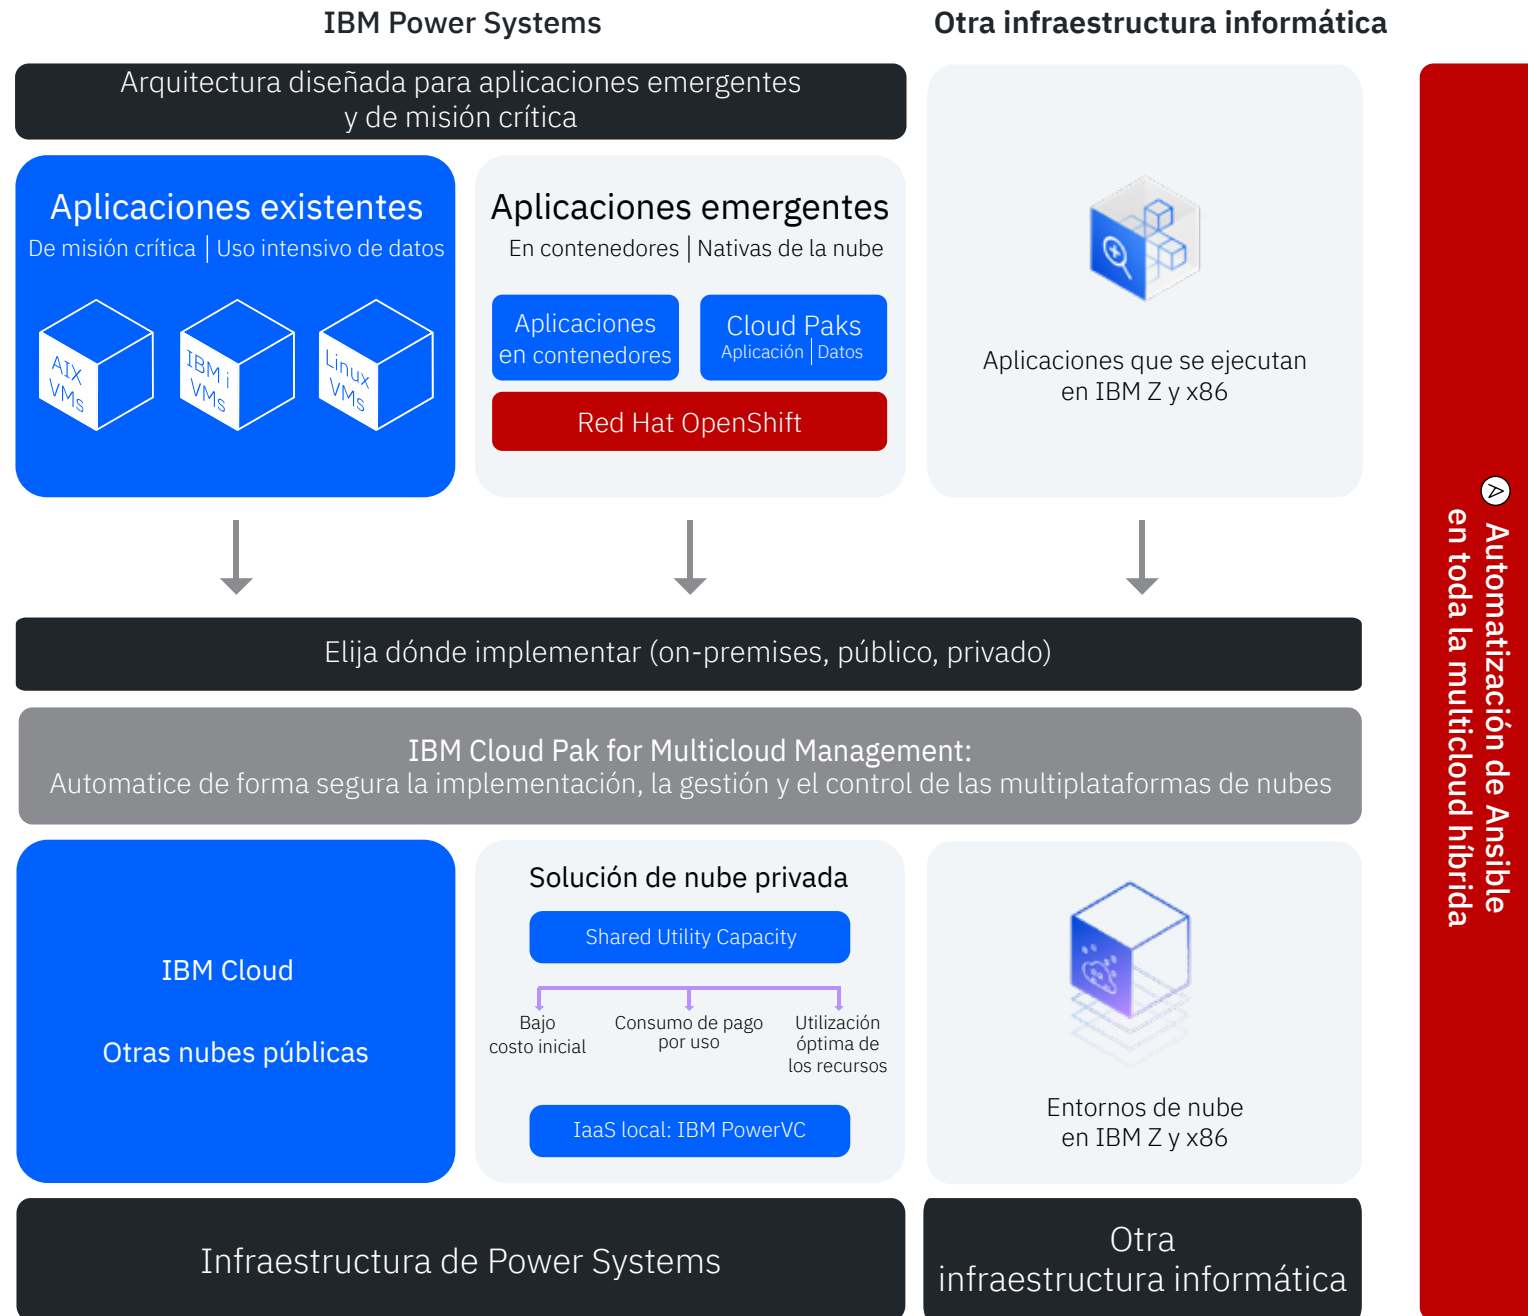 IBM Power Systems
Otra infraestructura informática
Arquitectura diseñada para aplicaciones emergentes
y de misión crítica
Aplicaciones existentes
De misión crítica | Uso intensivo de datos
AIX
VMs
IBM i
VMs
Linux
VMs
Aplicaciones emergentes
En contenedores | Nativas de la nube
Aplicaciones
en contenedores
Cloud Paks
Aplicación | Datos
Red Hat OpenShift
Aplicaciones que se ejecutan
en IBM Z y x86
Elija dónde implementar (on-premises, público, privado)
IBM Cloud Pak for Multicloud Management:
Automatice de forma segura la implementación, la gestión y el control de las multiplataformas de nubes
IBM Cloud
Otras nubes públicas
Solución de nube privada
Shared Utility Capacity
Bajo
costo inicial
Consumo de pago
por uso
Utilización
óptima de
los recursos
IaaS local: IBM PowerVC
Entornos de nube
en IBM Z y x86
Infraestructura de Power Systems
Otra
infraestructura informática
Automatización de Ansible
en toda la multicloud híbrida